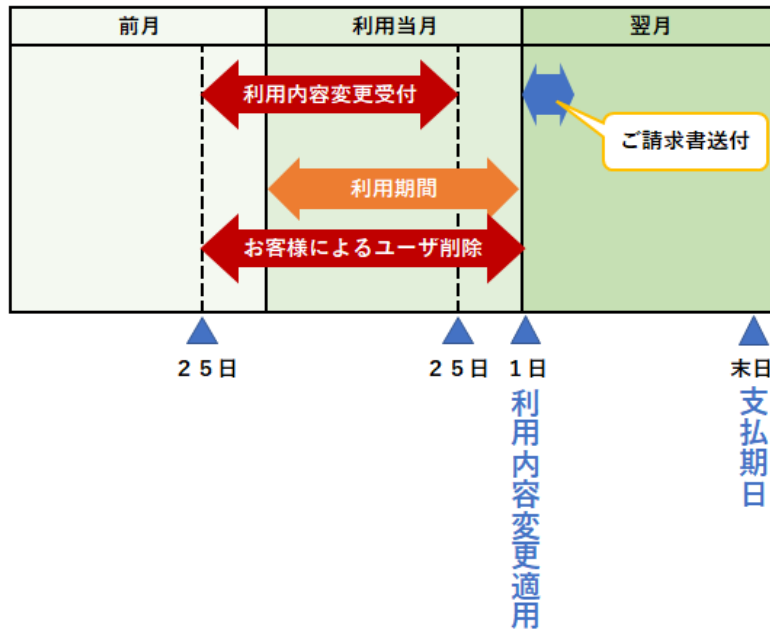 前月
利用当月
翌月
利用内容変更受付
ご請求書送付
利用期間
お客様によるユーザ削除
２５日
２５日
1日
末日
利用内容変更適用
支払期日